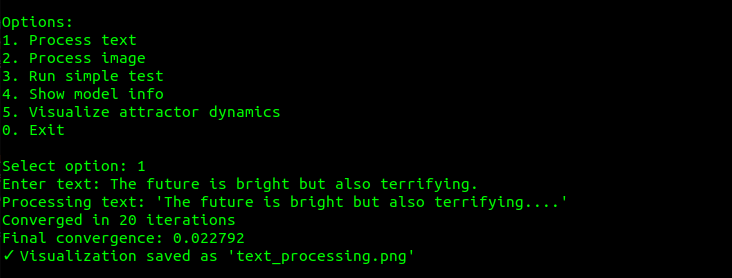 Options:
1. Process text
2. Process image
3. Run simple test
4. Show model info
5. Visualize attractor dynamics
0. Exit
Select option: 1
Enter text: The future is bright but also terrifying.
Processing text: 'The future is bright but also terrifying....'
Converged in 20 iterations
Final convergence: 0.022792
✓ Visualization saved as 'text_processing.png'